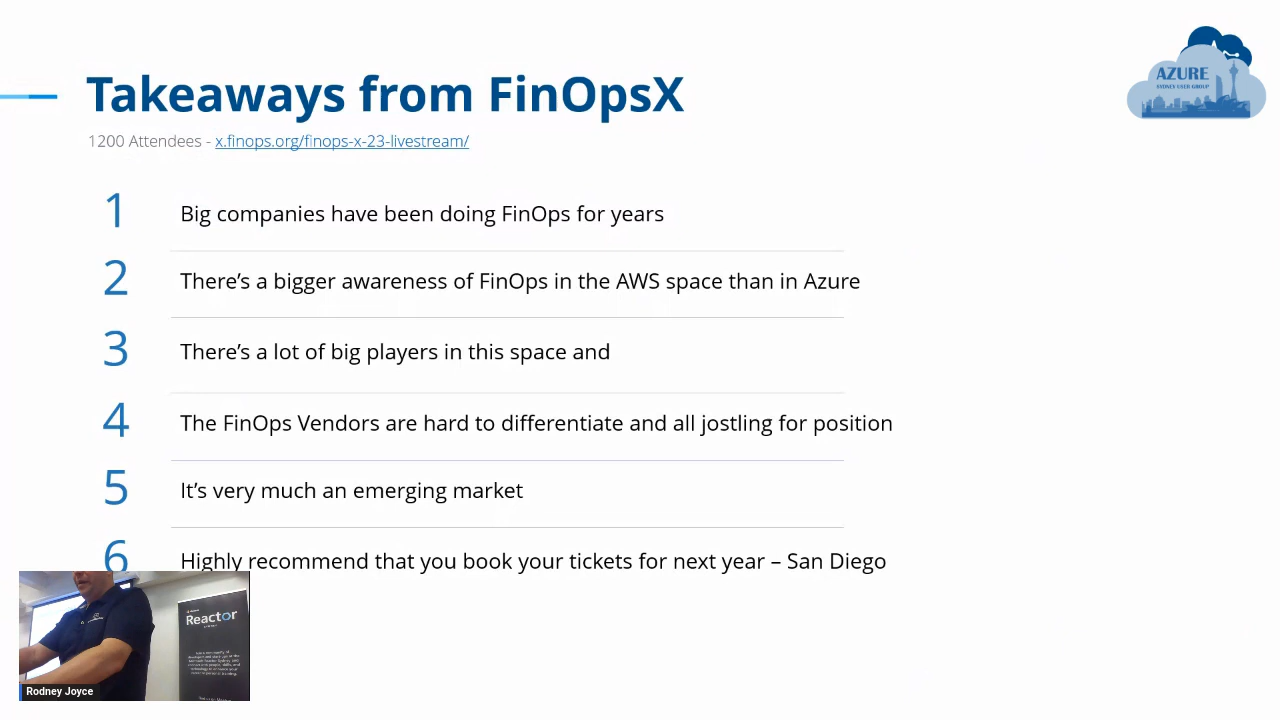 Takeaways from FinOpsX
1200 Attendees - x.finops.org/finops-x-23-livestream/
AZURE
SYDNEY USER GROUP
1 Big companies have been doing FinOps for years
2 There’s a bigger awareness of FinOps in the AWS space than in Azure
3 There’s a lot of big players in this space and
4 The FinOps Vendors are hard to differentiate and all jostling for position
5 It’s very much an emerging market
6 Highly recommend that you book your tickets for next year – San Diego
Reactor
Rodney Joyce